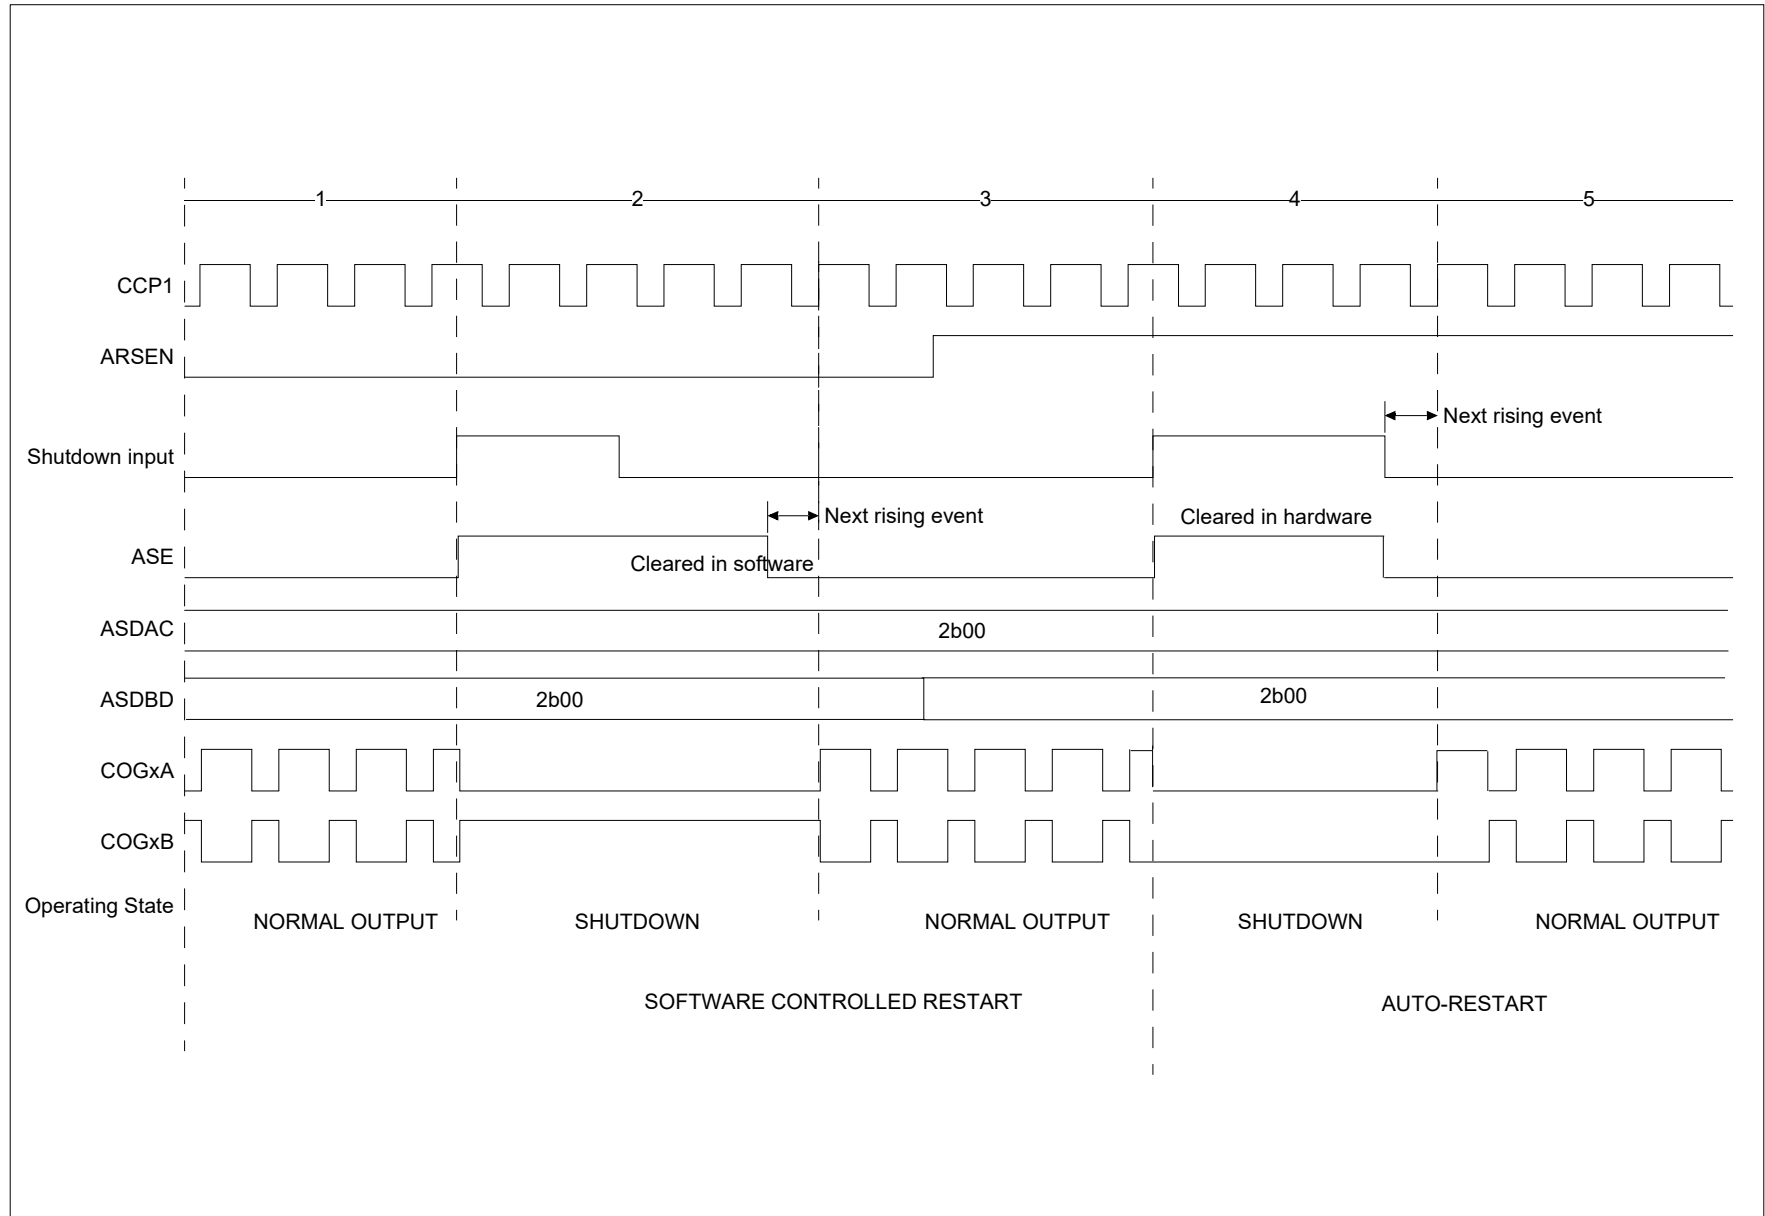 1 2 3 4 5
CCP1
ARSEN
Next rising event
Shutdown input
Next rising event Cleared in hardware
ASE
Cleared in software
ASDAC
2b00
ASDBD
2b00 2b00
COGxA
COGxB
Operating State
NORMAL OUTPUT SHUTDOWN NORMAL OUTPUT SHUTDOWN NORMAL OUTPUT
SOFTWARE CONTROLLED RESTART AUTO-RESTART